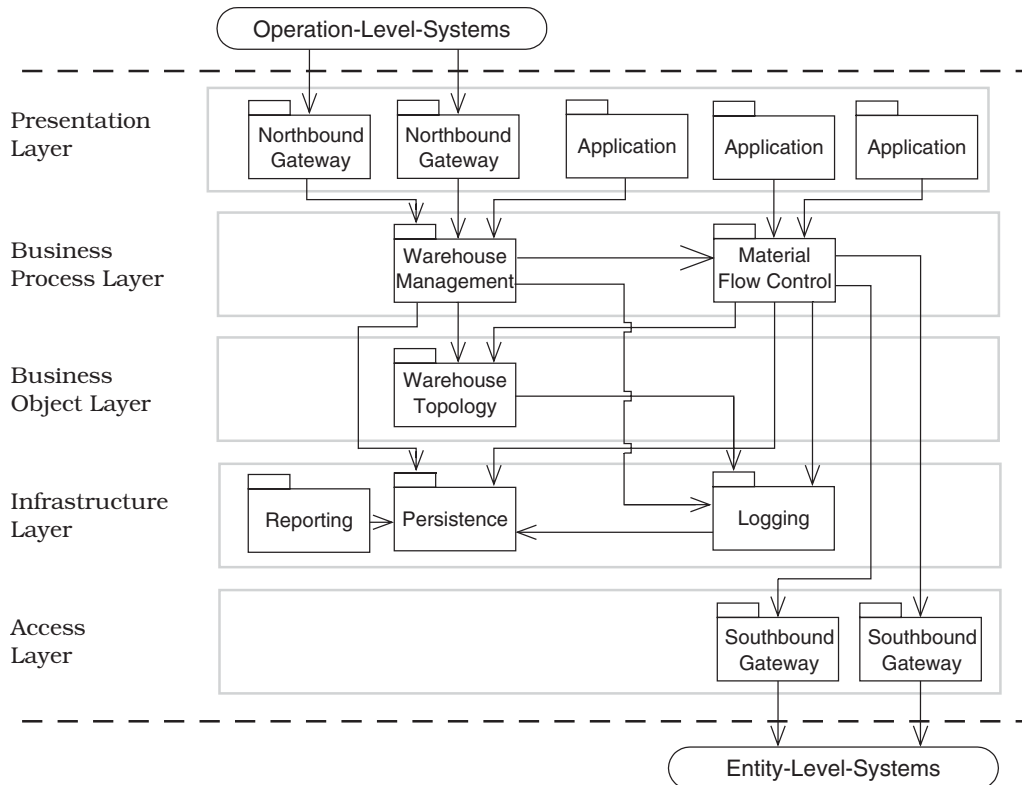 Operation-Level-Systems
Presentation
Layer
Northbound
Gateway
Northbound
Gateway
Application
Application
Application
Business
Process Layer
Warehouse
Management
Material
Flow Control
Business
Object Layer
Warehouse
Topology
Infrastructure
Layer
Reporting
Persistence
Logging
Access
Layer
Southbound
Gateway
Southbound
Gateway
Entity-Level-Systems